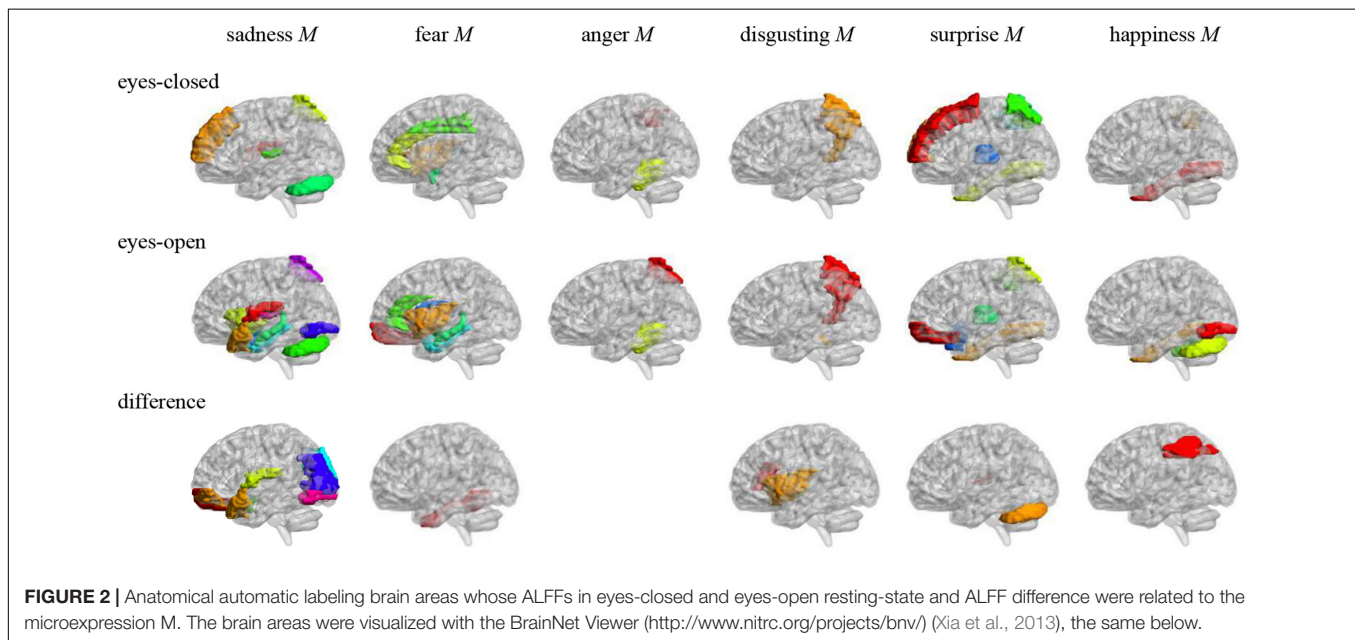 sadness M fear M anger M disgusting M surprise M happiness M
eyes-closed
eyes-open
difference
FIGURE 2 | Anatomical automatic labeling brain areas whose ALFFs in eyes-closed and eyes-open resting-state and ALFF difference were related to the
microexpression M. The brain areas were visualized with the BrainNet Viewer (http://www.nitrc.org/projects/bnv/) (Xia et al., 2013), the same below.